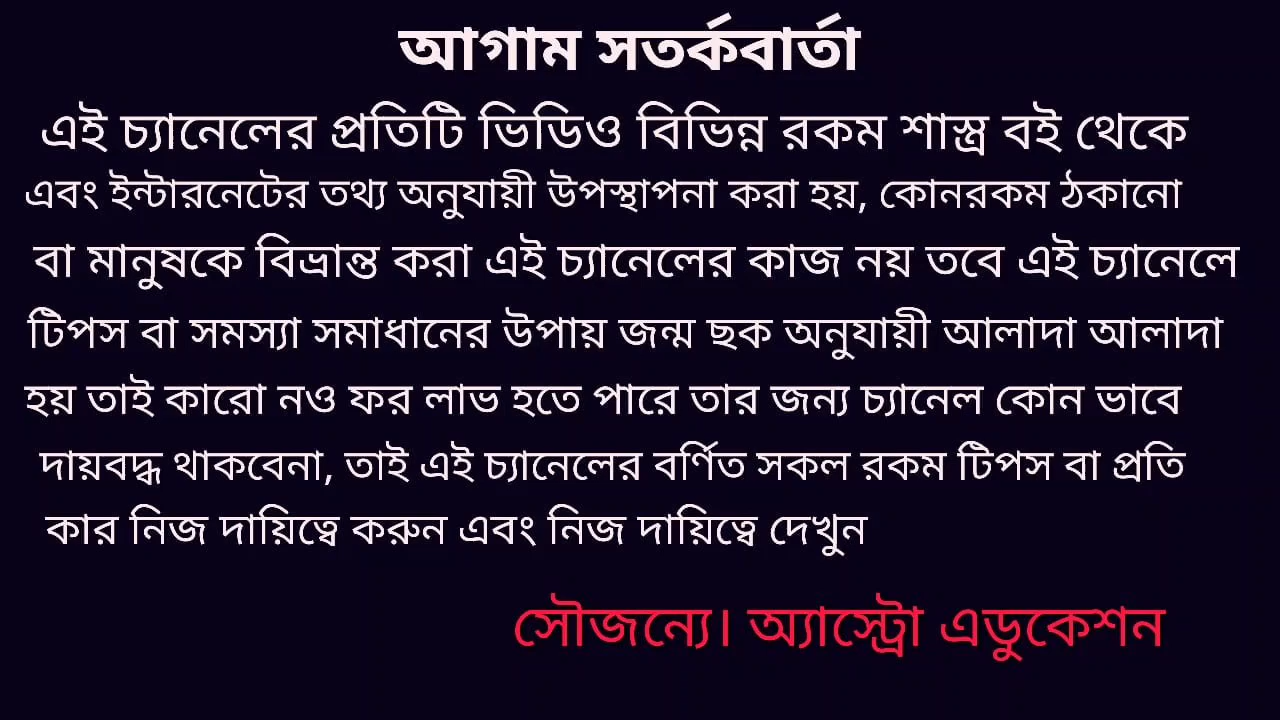 আগাম সতর্কবার্তা
এই চ্যানেলের প্রতিটি ভিডিও বিভিন্ন রকম শাস্ত্র বই থেকে
এবং ইন্টারনেটের তথ্য অনুযায়ী উপস্থাপনা করা হয়, কোনরকম ঠকানো
বা মানুষকে বিভ্রান্ত করা এই চ্যানেলের কাজ নয় তবে এই চ্যানেলে
টিপস বা সমস্যা সমাধানের উপায় জন্ম ছক অনুযায়ী আলাদা আলাদা
হয় তাই কারো নও ফর লাভ হতে পারে তার জন্য চ্যানেল কোন ভাবে
দায়বদ্ধ থাকবেনা, তাই এই চ্যানেলের বর্ণিত সকল রকম টিপস বা প্রতি
কার নিজ দায়িত্বে করুন এবং নিজ দায়িত্বে দেখুন
সৌজন্যে। অ্যাস্ট্রো এডুকেশন